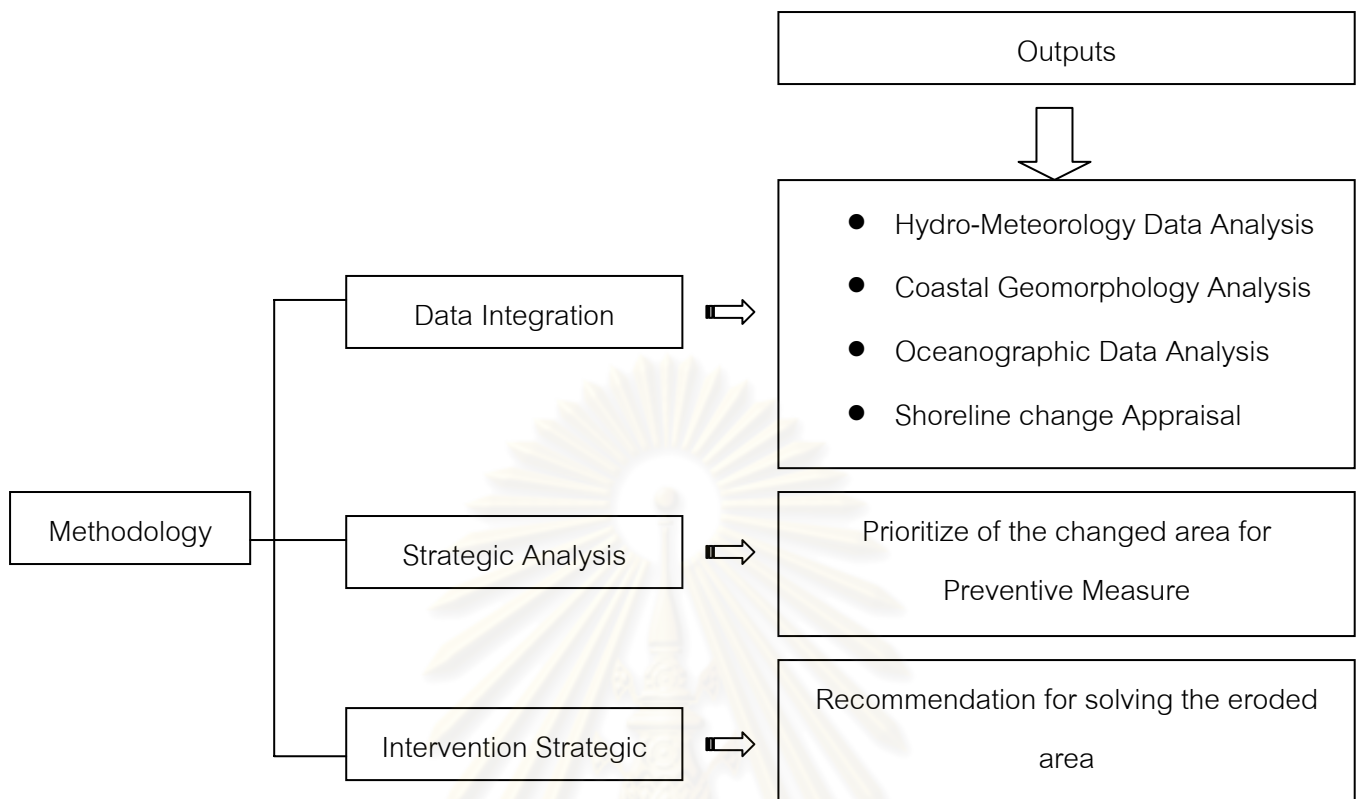 Outputs
Hydro-Meteorology Data Analysis
Coastal Geomorphology Analysis
Data Integration
Oceanographic Data Analysis
Shoreline change Appraisal
Methodology
Strategic Analysis
Prioritize of the changed area for
Preventive Measure
Intervention Strategic
Recommendation for solving the eroded
area